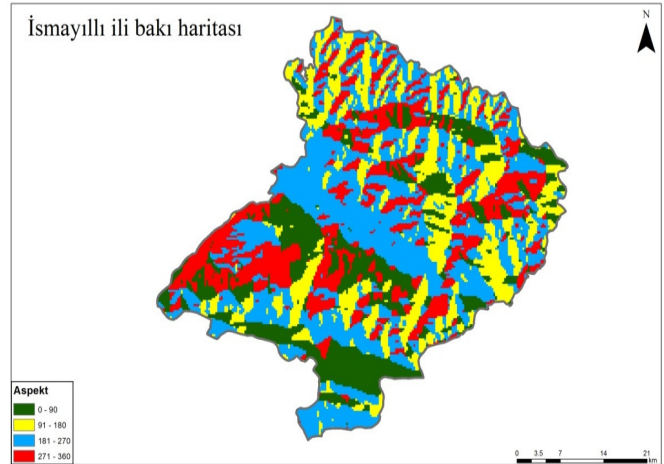 İsmayıllı ili bakı haritası
N
Aspekt
0 - 90
91 - 180
181 - 270
271 - 360
0 3.5 7 14 21
km